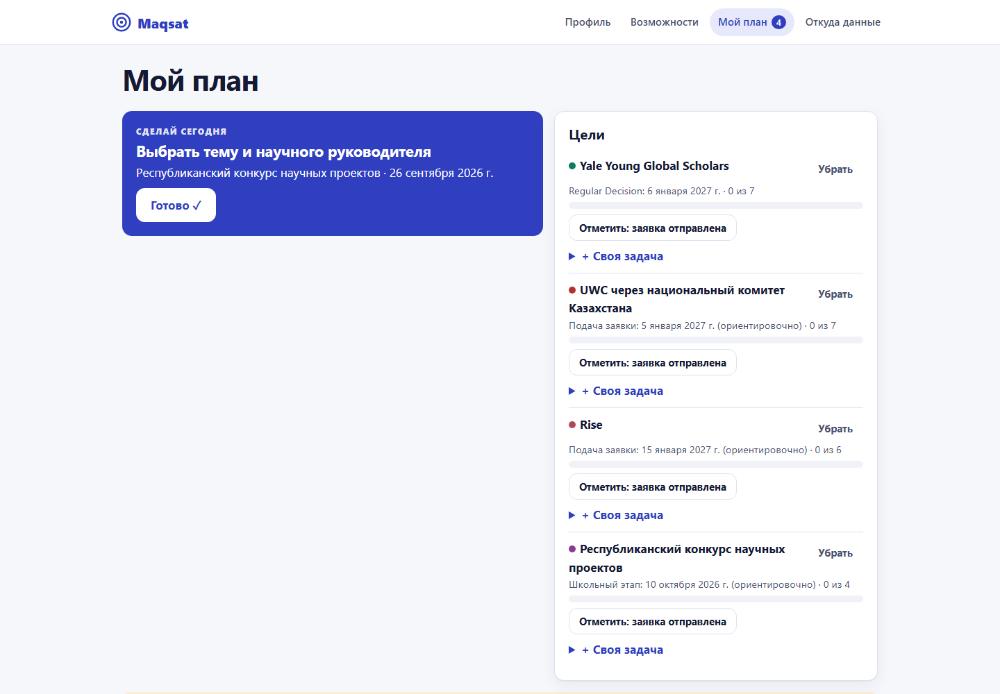 Maqsat
Профиль
Возможности
Мой план 4
Откуда данные
Мой план
СДЕЛАЙ СЕГОДНЯ
Выбрать тему и научного руководителя
Республиканский конкурс научных проектов · 26 сентября 2026 г.
Готово ✓
Цели
Yale Young Global Scholars
Убрать
Regular Decision: 6 января 2027 г. · 0 из 7
Отметить: заявка отправлена
+ Своя задача
UWC через национальный комитет
Казахстана
Убрать
Подача заявки: 5 января 2027 г. (ориентировочно) · 0 из 7
Отметить: заявка отправлена
+ Своя задача
Rise
Убрать
Подача заявки: 15 января 2027 г. (ориентировочно) · 0 из 6
Отметить: заявка отправлена
+ Своя задача
Республиканский конкурс научных
проектов
Убрать
Школьный этап: 10 октября 2026 г. (ориентировочно) · 0 из 4
Отметить: заявка отправлена
+ Своя задача